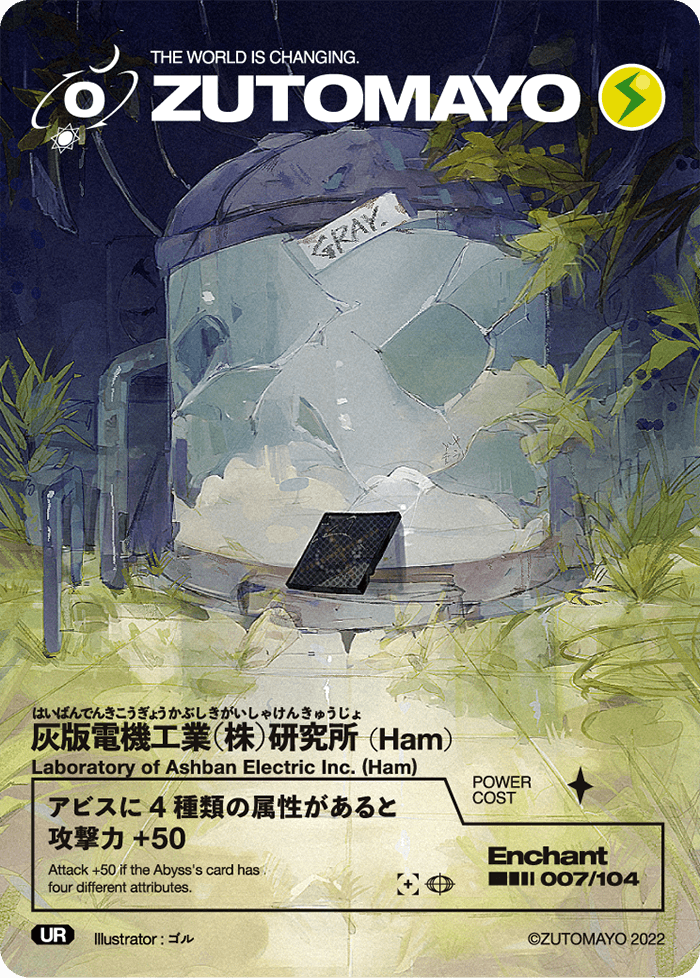 THE WORLD IS CHANGING.
ZUTOMAYO
GRAY.
はいばんでんきこうぎょうかぶしきがいしゃけんきゅうじょ
灰版電機工業(株)研究所 (Ham)
Laboratory of Ashban Electric Inc. (Ham)
POWER
COST
アビスに 4 種類の属性があると
攻撃力 +50
Attack +50 if the Abyss's card has
four different attributes.
Enchant
007/104
UR
Illustrator : ゴル
©ZUTOMAYO 2022